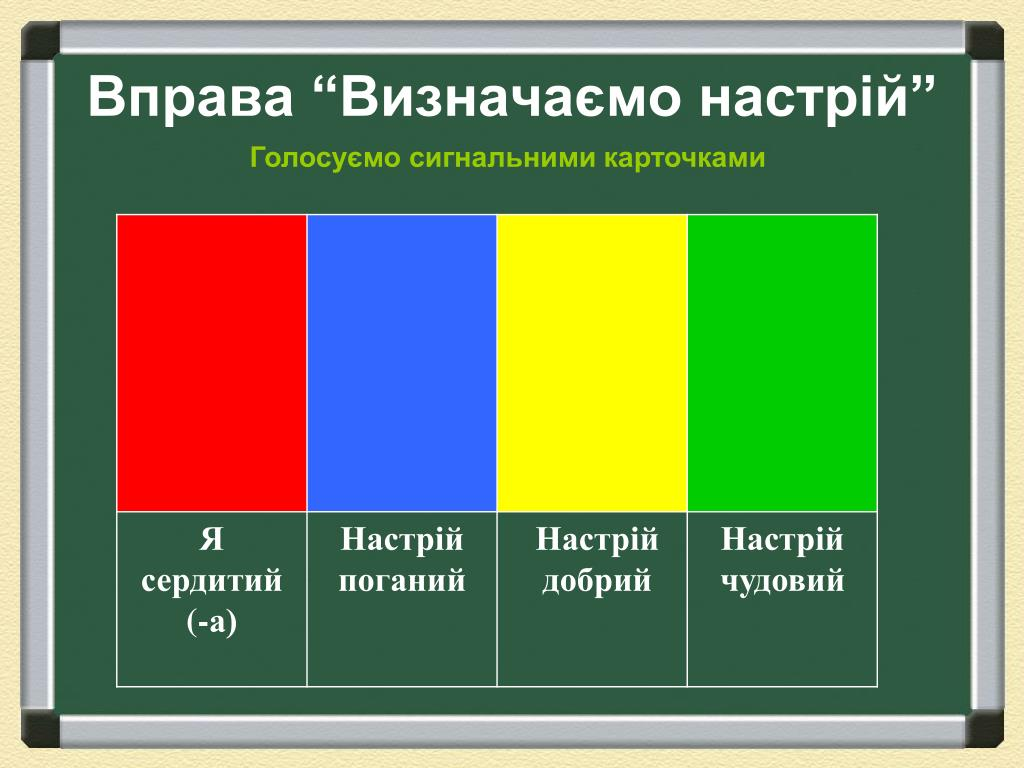 Вправа “Визначаємо настрій”
Голосуємо сигнальними карточками
Я
сердитий
(-а)
Настрій
поганий
Настрій
добрий
Настрій
чудовий